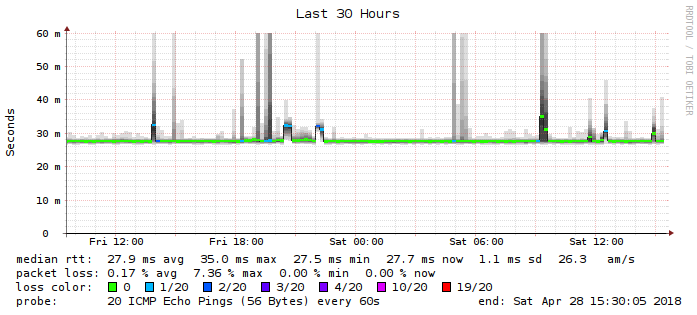 Last 30 Hours
RRDTOOL / TOBI OETIKER
Seconds
60 m
50 m
40 m
30 m
20 m
10 m
0
Fri 12:00 Fri 18:00 Sat 00:00 Sat 06:00 Sat 12:00
median rtt: 27.9 ms avg 35.0 ms max 27.5 ms min 27.7 ms now 1.1 ms sd 26.3 am/s
packet loss: 0.17 % avg 7.36 % max 0.00 % min 0.00 % now
loss color: 0 1/20 2/20 3/20 4/20 10/20 19/20
probe: 20 ICMP Echo Pings (56 Bytes) every 60s end: Sat Apr 28 15:30:05 2018